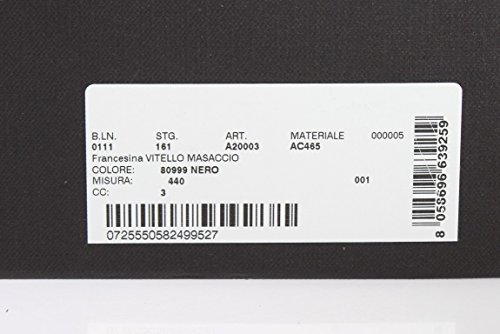 B.LN. STG. ART. MATERIALE 000005
0111 161 A20003 AC465
Francesina VITELLO MASACCIO
COLORE: 80999 NERO
MISURA: 440 001
CC: 3
0725550582499527
8 058696 639259